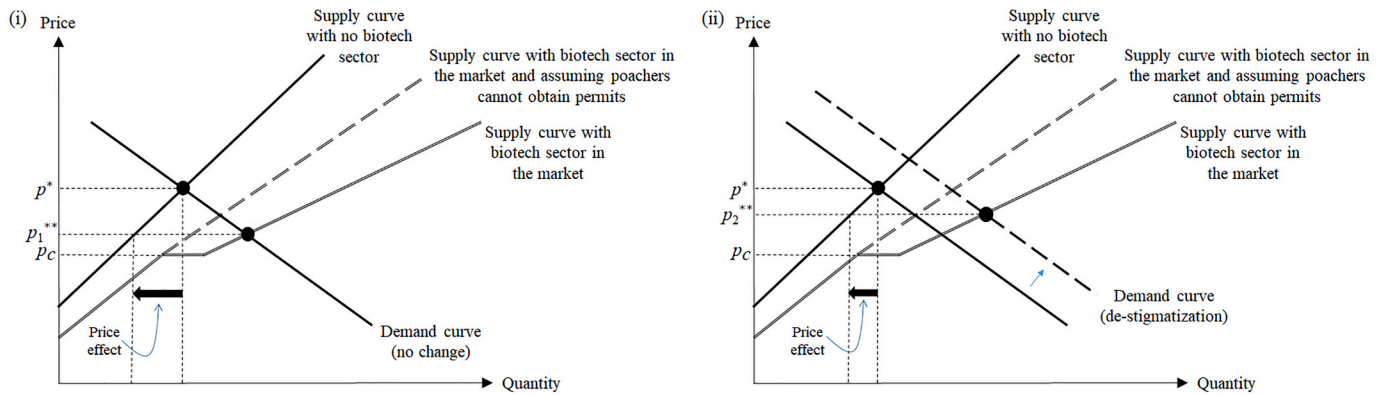 (i)
Price
Supply curve
with no biotech
sector
Supply curve with biotech sector in
the market and assuming poachers
cannot obtain permits
Supply curve with
biotech sector in
the market
p*
p₁**
p_C
Price
effect
Demand curve
(no change)
Quantity
(ii)
Price
Supply curve
with no biotech
sector
Supply curve with biotech sector in
the market and assuming poachers
cannot obtain permits
Supply curve with
biotech sector in
the market
p*
p₂**
p_C
Price
effect
Demand curve
(de-stigmatization)
Quantity